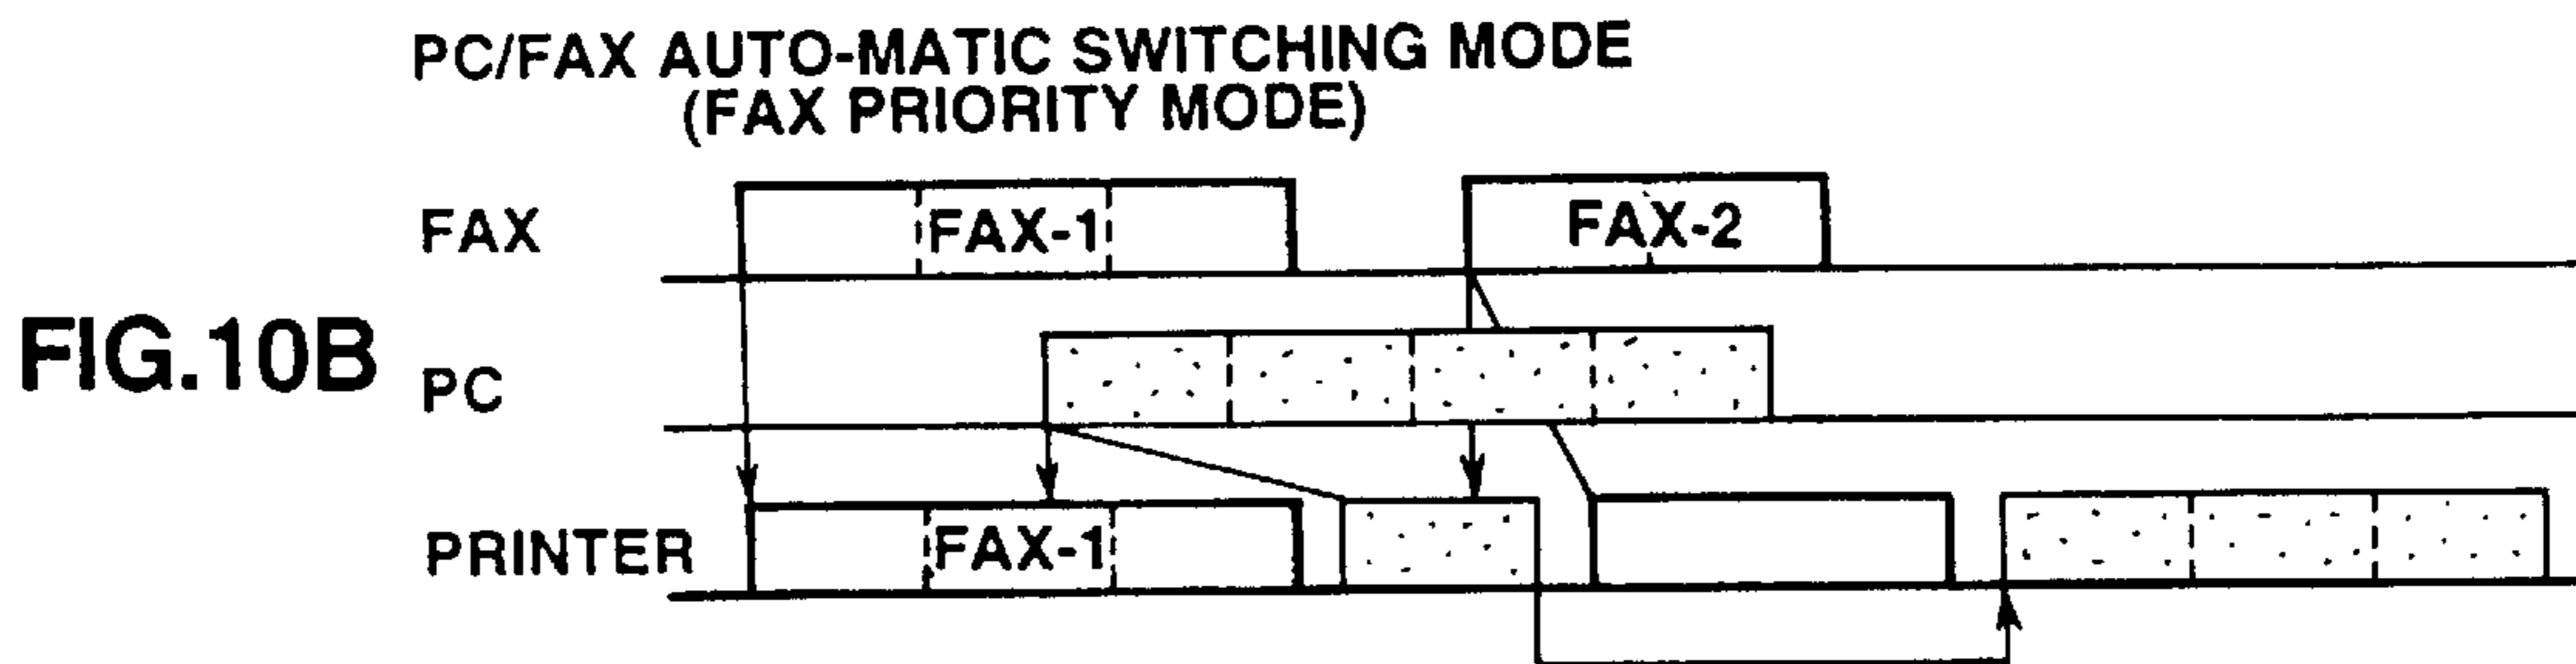 PC/FAX AUTO-MATIC SWITCHING MODE
(FAX PRIORITY MODE)
FAX
FAX-1
FAX-2
FIG.10B
PC
PRINTER
FAX-1